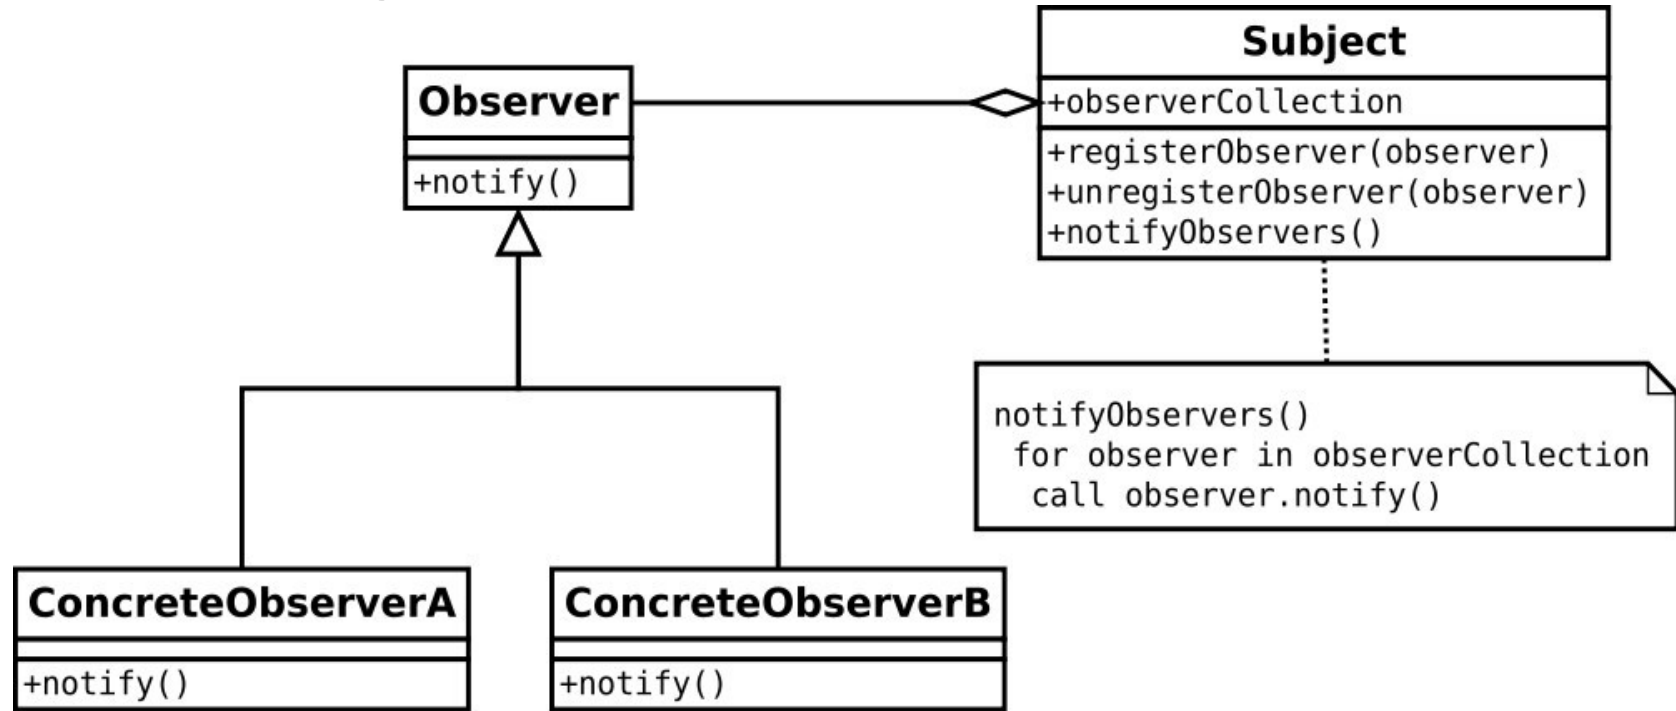 Observer
+notify()
Subject
+observerCollection
+registerObserver(observer)
+unregisterObserver(observer)
+notifyObservers()
notifyObservers()
for observer in observerCollection
call observer.notify()
ConcreteObserverA
+notify()
ConcreteObserverB
+notify()